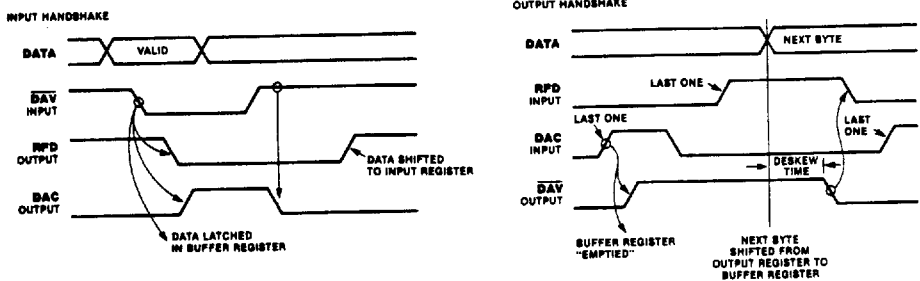 INPUT HANDSHAKE
DATA
VALID
DAV
INPUT
RFD
OUTPUT
DATA SHIFTED
TO INPUT REGISTER
DAC
OUTPUT
DATA LATCHED
IN BUFFER REGISTER
OUTPUT HANDSHAKE
DATA
NEXT BYTE
RFD
INPUT
LAST ONE
LAST ONE
LAST
ONE
DAC
INPUT
DESKEW
TIME
DAV
OUTPUT
BUFFER REGISTER
"EMPTIED"
NEXT BYTE
SHIFTED FROM
OUTPUT REGISTER TO
BUFFER REGISTER